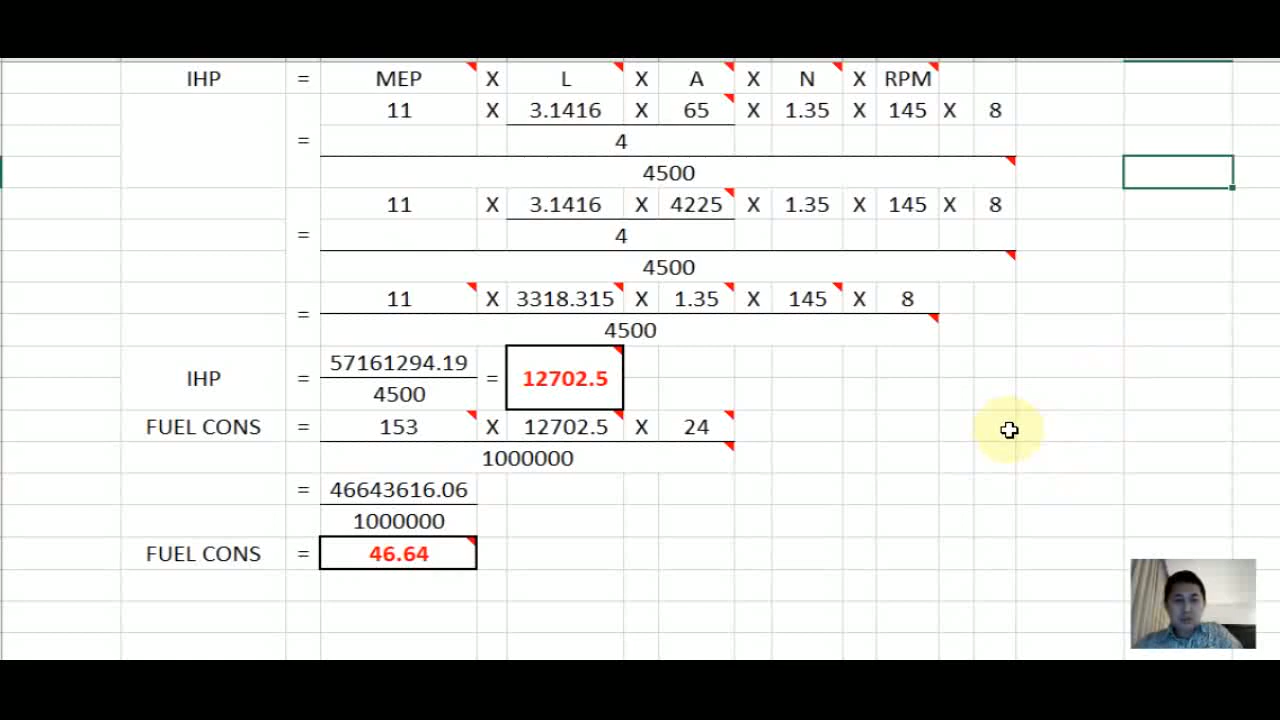 IHP = MEP X L X A X N X RPM
11 X 3.1416 X 65 X 1.35 X 145 X 8
=
4
4500
11 X 3.1416 X 4225 X 1.35 X 145 X 8
=
4
4500
11 X 3318.315 X 1.35 X 145 X 8
=
4500
57161294.19
IHP = = 12702.5
4500
FUEL CONS = 153 X 12702.5 X 24
1000000
= 46643616.06
1000000
FUEL CONS = 46.64